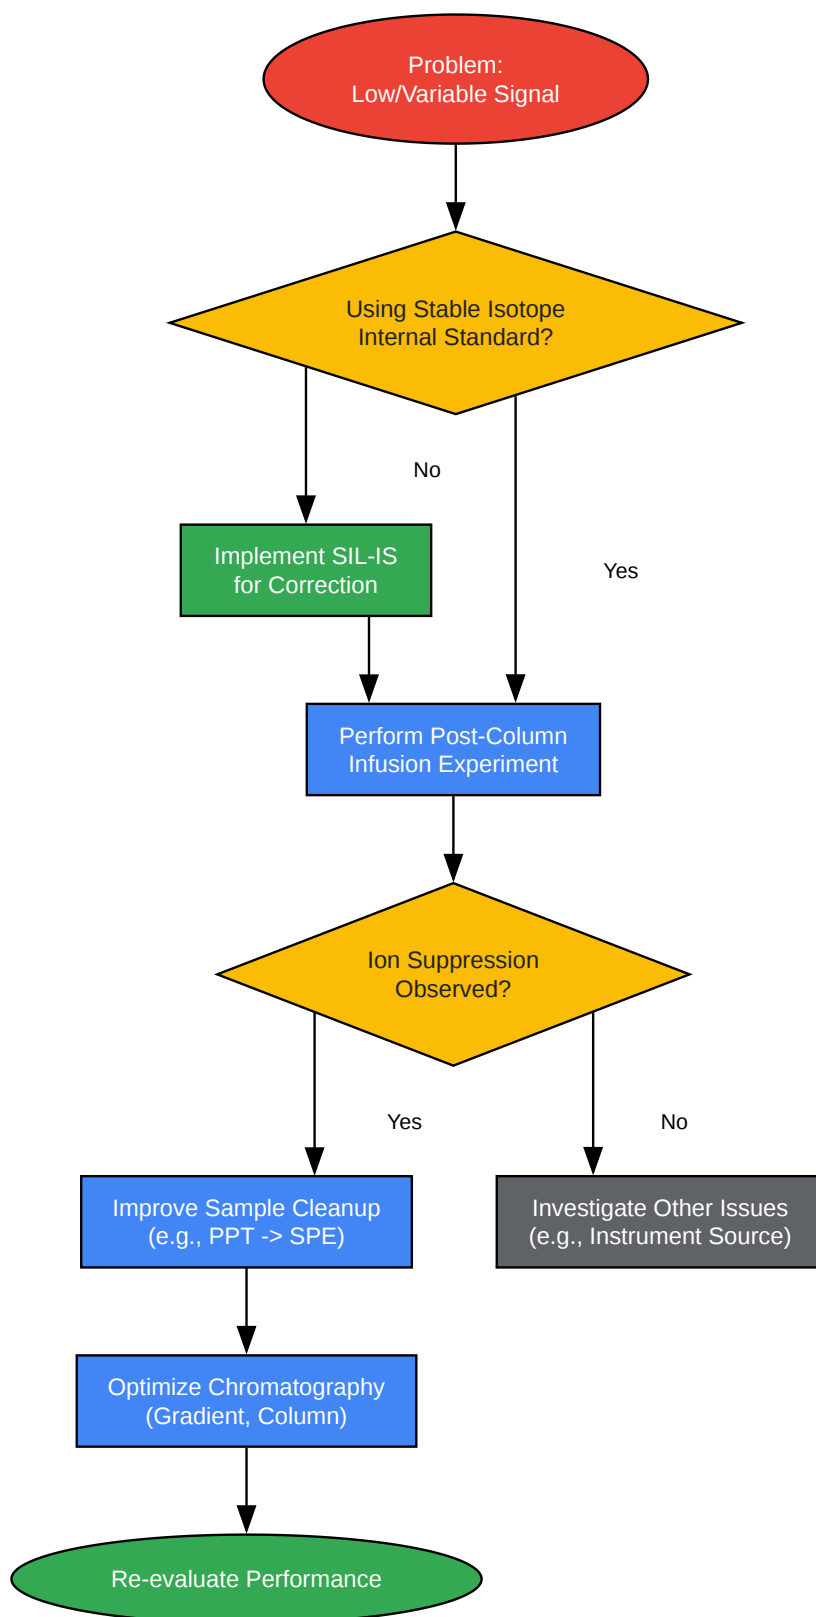 Problem:
Low/Variable Signal
Using Stable Isotope
Internal Standard?
No
Implement SIL-IS
for Correction
Yes
Perform Post-Column
Infusion Experiment
Ion Suppression
Observed?
Yes
No
Improve Sample Cleanup
(e.g., PPT -> SPE)
Investigate Other Issues
(e.g., Instrument Source)
Optimize Chromatography
(Gradient, Column)
Re-evaluate Performance